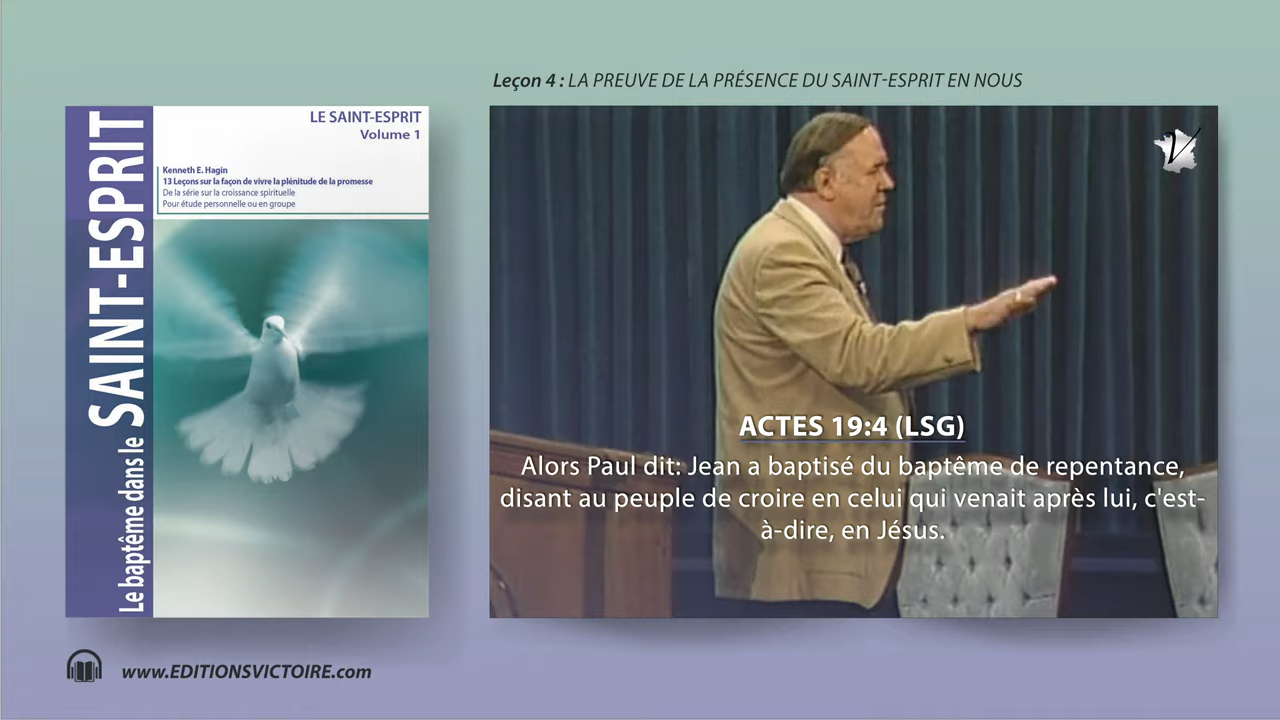 Leçon 4 : LA PREUVE DE LA PRÉSENCE DU SAINT-ESPRIT EN NOUS
Le baptême dans le SAINT-ESPRIT
LE SAINT-ESPRIT
Volume 1
Kenneth E. Hagin
13 Leçons sur la façon de vivre la plénitude de la promesse
De la série sur la croissance spirituelle
Pour étude personnelle ou en groupe
V
ACTES 19:4 (LSG)
Alors Paul dit: Jean a baptisé du baptême de repentance,
disant au peuple de croire en celui qui venait après lui, c'est-
à-dire, en Jésus.
www.EDITIONSVICTOIRE.com